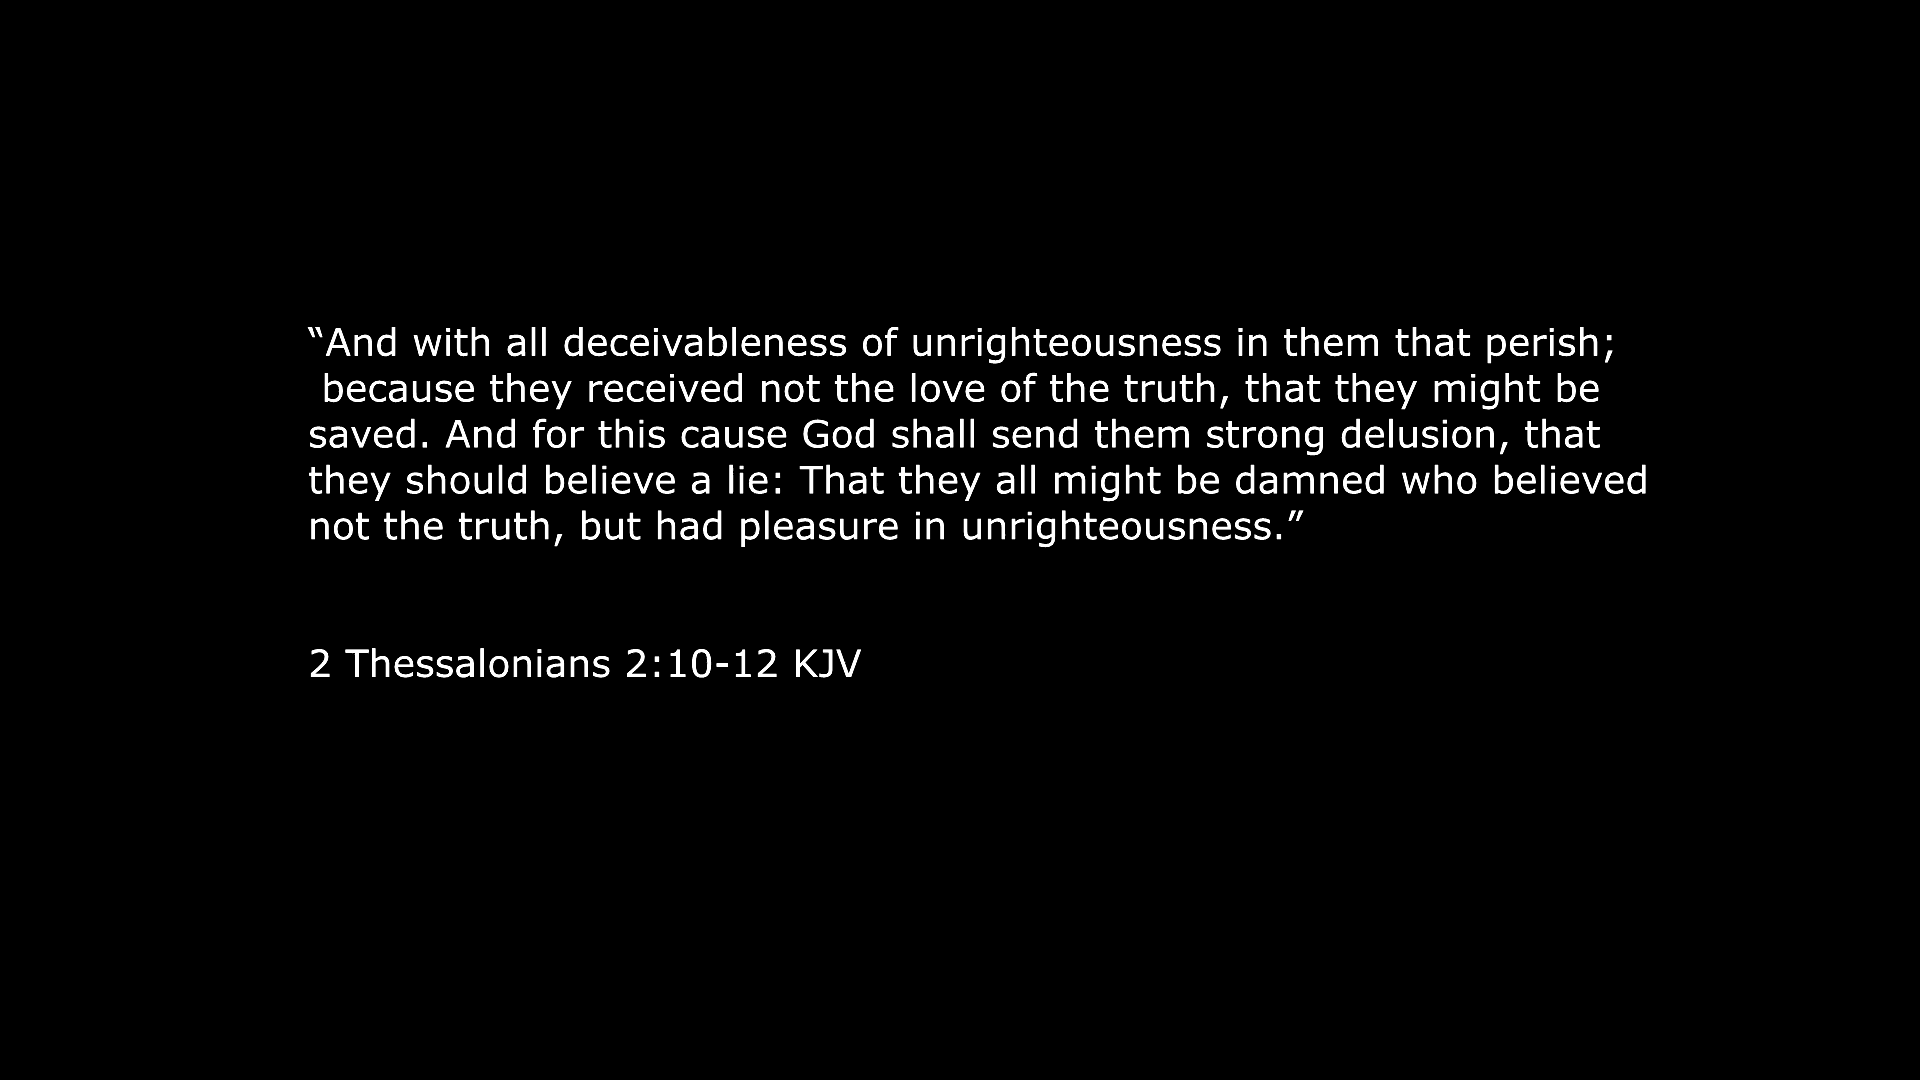 “And with all deceivableness of unrighteousness in them that perish;
because they received not the love of the truth, that they might be
saved. And for this cause God shall send them strong delusion, that
they should believe a lie: That they all might be damned who believed
not the truth, but had pleasure in unrighteousness.”
2 Thessalonians 2:10-12 KJV